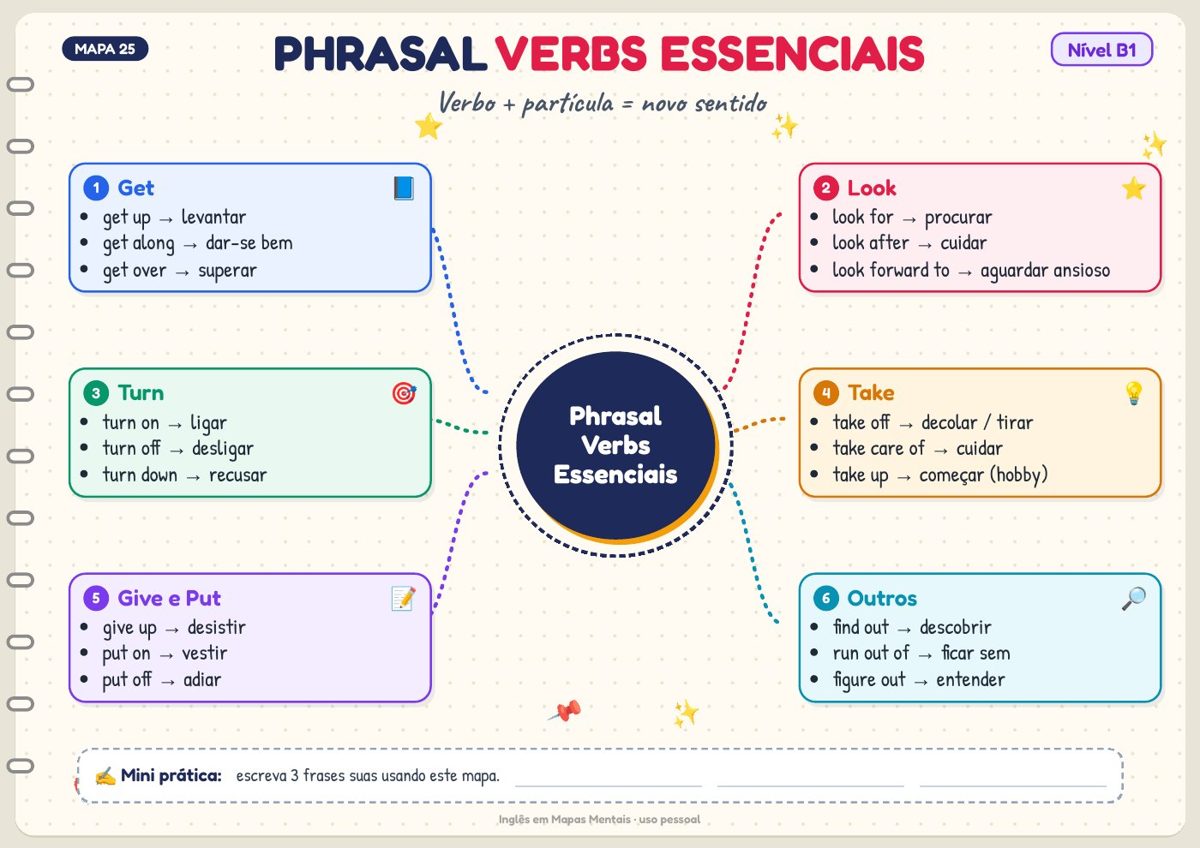 MAPA 25
PHRASAL VERBS ESSENCIAIS
Nível B1
Verbo + partícula = novo sentido
1 Get
• get up → levantar
• get along → dar-se bem
• get over → superar
2 Look
• look for → procurar
• look after → cuidar
• look forward to → aguardar ansioso
3 Turn
• turn on → ligar
• turn off → desligar
• turn down → recusar
Phrasal
Verbs
Essenciais
4 Take
• take off → decolar / tirar
• take care of → cuidar
• take up → começar (hobby)
5 Give e Put
• give up → desistir
• put on → vestir
• put off → adiar
6 Outros
• find out → descobrir
• run out of → ficar sem
• figure out → entender
Mini prática: escreva 3 frases suas usando este mapa.
Inglês em Mapas Mentais · uso pessoal